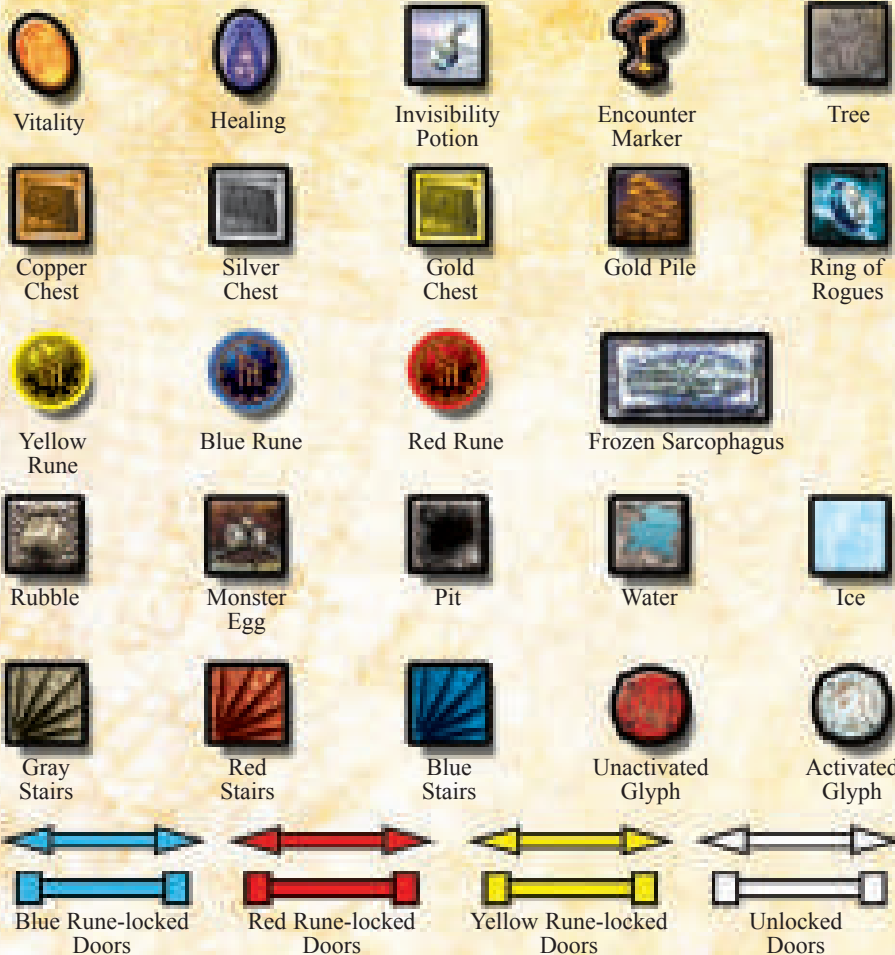 Vitality
Healing
Invisibility
Potion
Encounter
Marker
Tree
Copper
Chest
Silver
Chest
Gold
Chest
Gold Pile
Ring of
Rogues
Yellow
Rune
Blue Rune
Red Rune
Frozen Sarcophagus
Rubble
Monster
Egg
Pit
Water
Ice
Gray
Stairs
Red
Stairs
Blue
Stairs
Unactivated
Glyph
Activated
Glyph
Blue Rune-locked
Doors
Red Rune-locked
Doors
Yellow Rune-locked
Doors
Unlocked
Doors